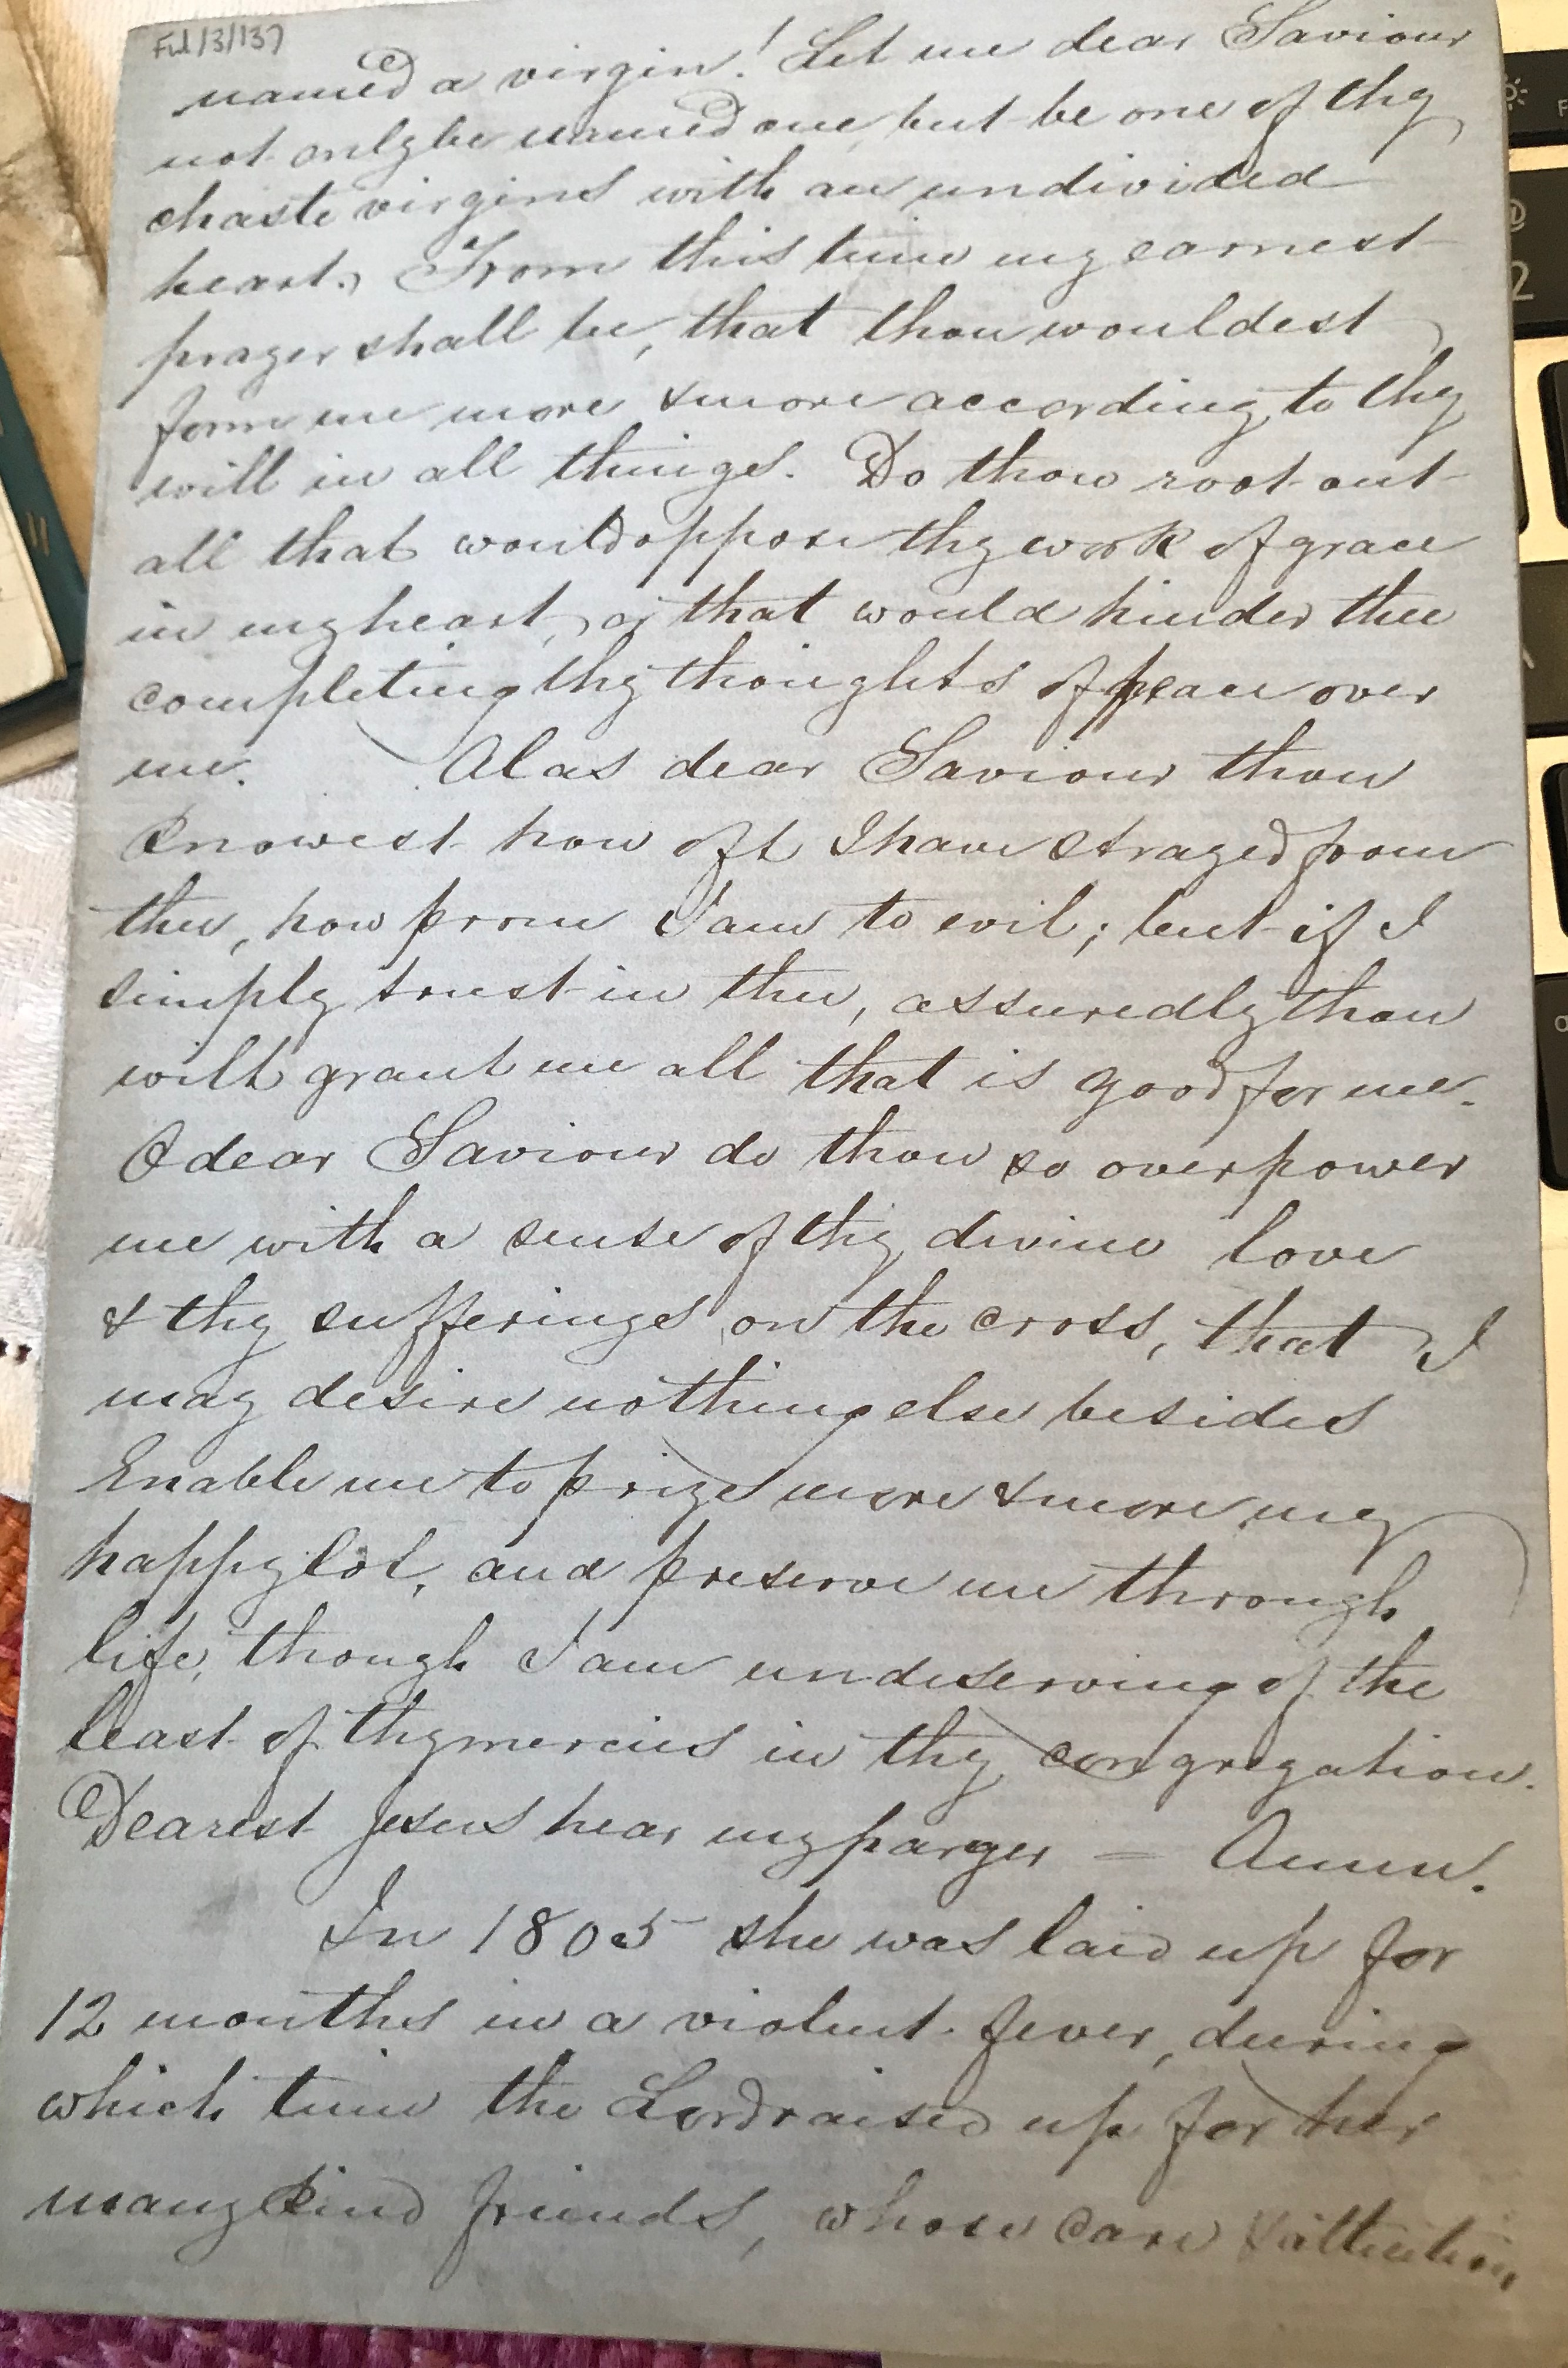 Ful/3/137
named a virgin! Let me dear Saviour
not only be named one, but be one of thy
chaste virgins with an undivided
heart. From this time my earnest
prayer shall be, that thou wouldest
form me more & more according to thy
will in all things. Do thou root out
all that would oppose thy work of grace
in my heart, or that would hinder thee
completing thy thoughts of peace over
me. Alas dear Saviour thou
knowest how oft I have strayed from
thee, how prone I am to evil; but if I
simply trust in thee, assuredly thou
wilt grant me all that is good for me.
O dear Saviour do thou so overpower
me with a sense of thy divine love
& thy sufferings on the cross, that I
may desire nothing else besides
Enable me to prize more & more my
happy lot, and preserve me through
life, though I am undeserving of the
least of thy mercies in thy congregation.
Dearest Jesus hear my paryer = Amen.
In 1805 she was laid up for
12 months in a violent fever, during
which time the Lord raised up for her
many kind friends, whose care & attention